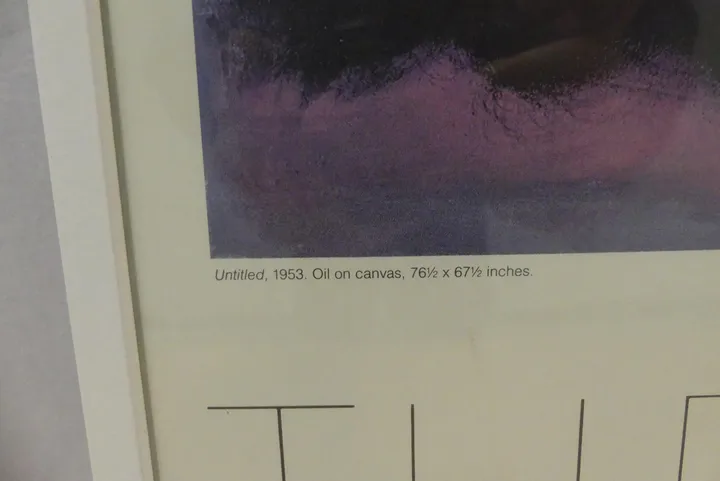 Untitled, 1953. Oil on canvas, 76½ x 67½ inches.